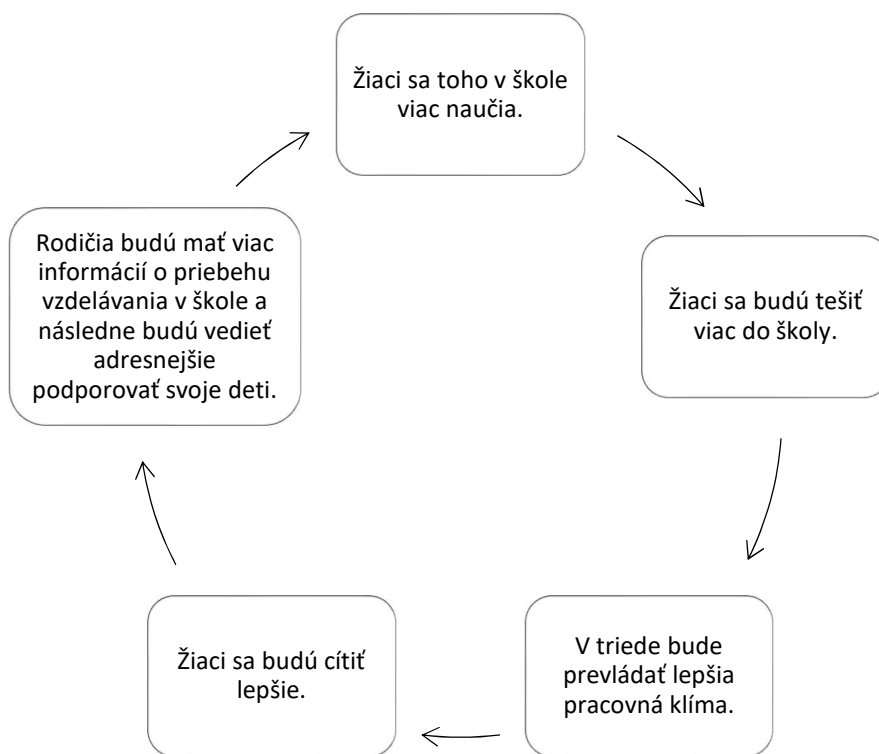 Žiaci sa toho v škole
viac naučia.
Žiaci sa budú tešiť
viac do školy.
V triede bude
prevládať lepšia
pracovná klíma.
Žiaci sa budú cítiť
lepšie.
Rodičia budú mať viac
informácií o priebehu
vzdelávania v škole a
následne budú vedieť
adresnejšie
podporovať svoje deti.